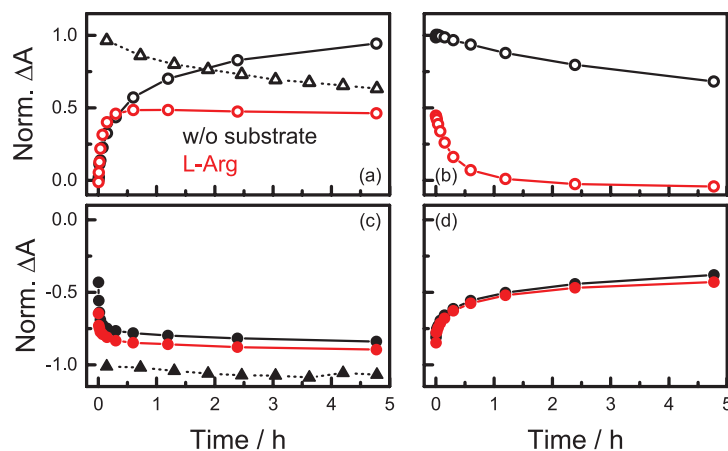 Norm. ΔA
1.0
0.5
0.0
w/o substrate
L-Arg
(a)
(b)
Norm. ΔA
0.0
-0.5
-1.0
(c)
(d)
0 1 2 3 4 5
0 1 2 3 4 5
Time / h
Time / h